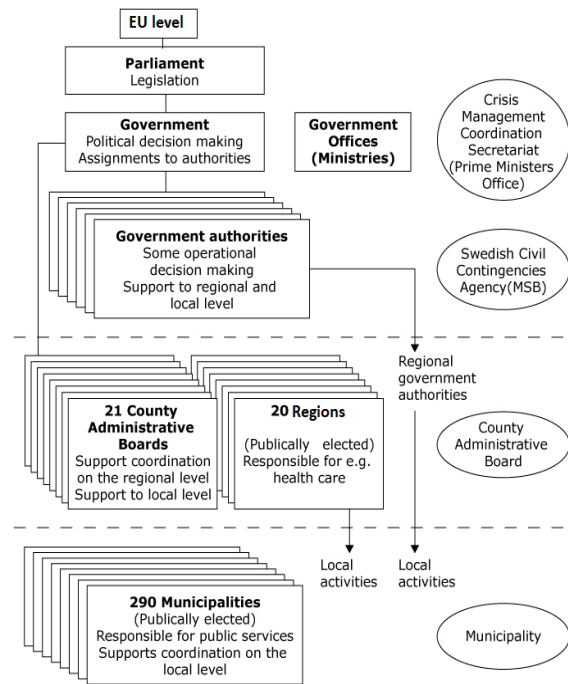 EU level
Parliament
Legislation
Government
Political decision making
Assignments to authorities
Government
Offices
(Ministries)
Crisis
Management
Coordination
Secretariat
(Prime Ministers
Office)
Government authorities
Some operational
decision making
Support to regional and
local level
Swedish Civil
Contingencies
Agency(MSB)
21 County
Administrative
Boards
Support coordination
on the regional level
Support to local level
20 Regions
(Publically elected)
Responsible for e.g.
health care
Regional
government
authorities
County
Administrative
Board
Local
activities
Local
activities
290 Municipalities
(Publically elected)
Responsible for public services
Supports coordination on the
local level
Municipality